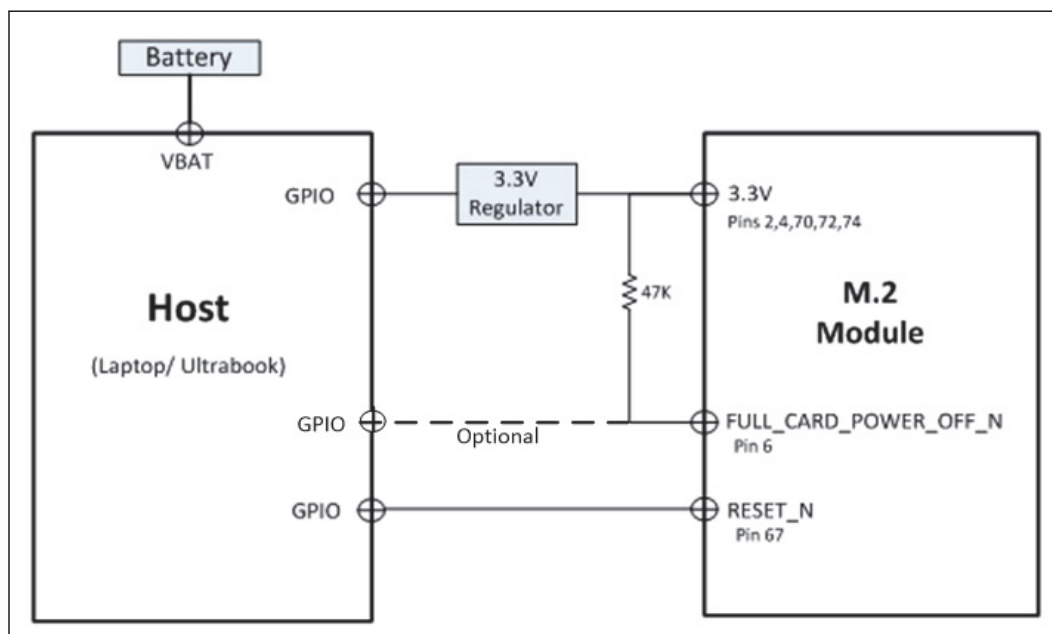 Battery
VBAT
GPIO
3.3V
Regulator
3.3V
Pins 2,4,70,72,74
47K
Host
(Laptop/ Ultrabook)
M.2
Module
GPIO
Optional
FULL_CARD_POWER_OFF_N
Pin 6
GPIO
RESET_N
Pin 67